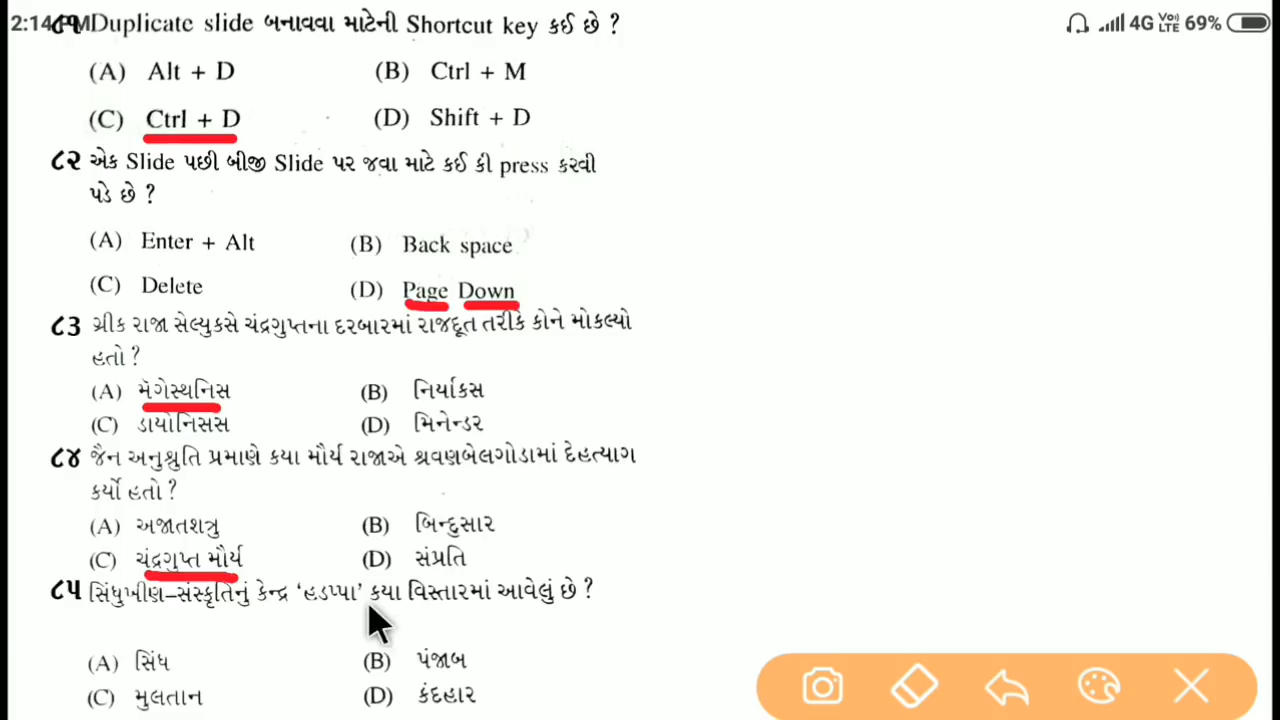 2:14 PM
4G VoLTE 69%
૮૧ Duplicate slide બનાવવા માટેની Shortcut key કઈ છે ?
(A) Alt + D (B) Ctrl + M
(C) Ctrl + D (D) Shift + D
૮૨ એક Slide પછી બીજી Slide પર જવા માટે કઈ કી press કરવી
પડે છે ?
(A) Enter + Alt (B) Back space
(C) Delete (D) Page Down
૮૩ ગ્રીક રાજા સેલ્યુકસે ચંદ્રગુપ્તના દરબારમાં રાજદૂત તરીકે કોને મોકલ્યો
હતો ?
(A) મૅગેસ્થનિસ (B) નિર્યાકસ
(C) ડાયોનિસસ (D) મિનેન્ડર
૮૪ જૈન અનુશ્રુતિ પ્રમાણે કયા મૌર્ય રાજાએ શ્રવણબેલગોડામાં દેહત્યાગ
કર્યો હતો ?
(A) અજાતશત્રુ (B) બિન્દુસાર
(C) ચંદ્રગુપ્ત મૌર્ય (D) સંપ્રતિ
૮૫ સિંધુખીણ–સંસ્કૃતિનું કેન્દ્ર ‘હડપ્પા’ કયા વિસ્તારમાં આવેલું છે ?
(A) સિંધ (B) પંજાબ
(C) મુલતાન (D) કંદહાર